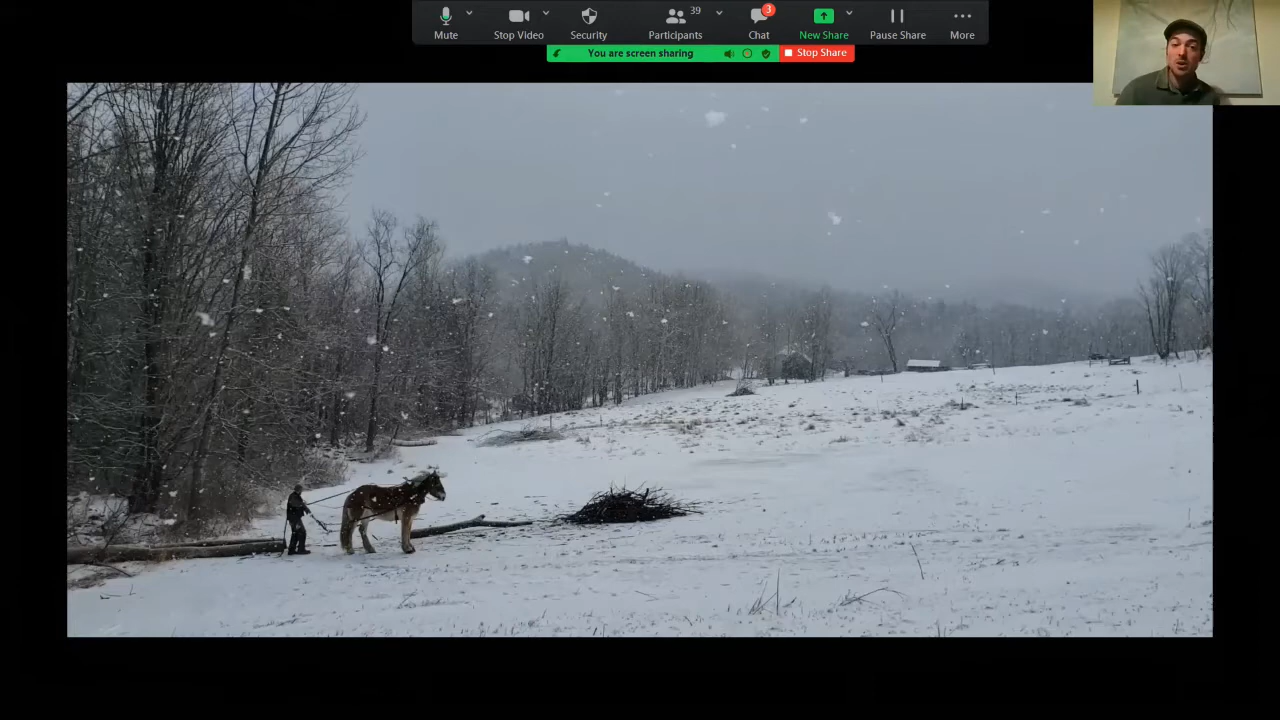 39
3
Mute Stop Video Security Participants Chat New Share Pause Share More
You are screen sharing Stop Share